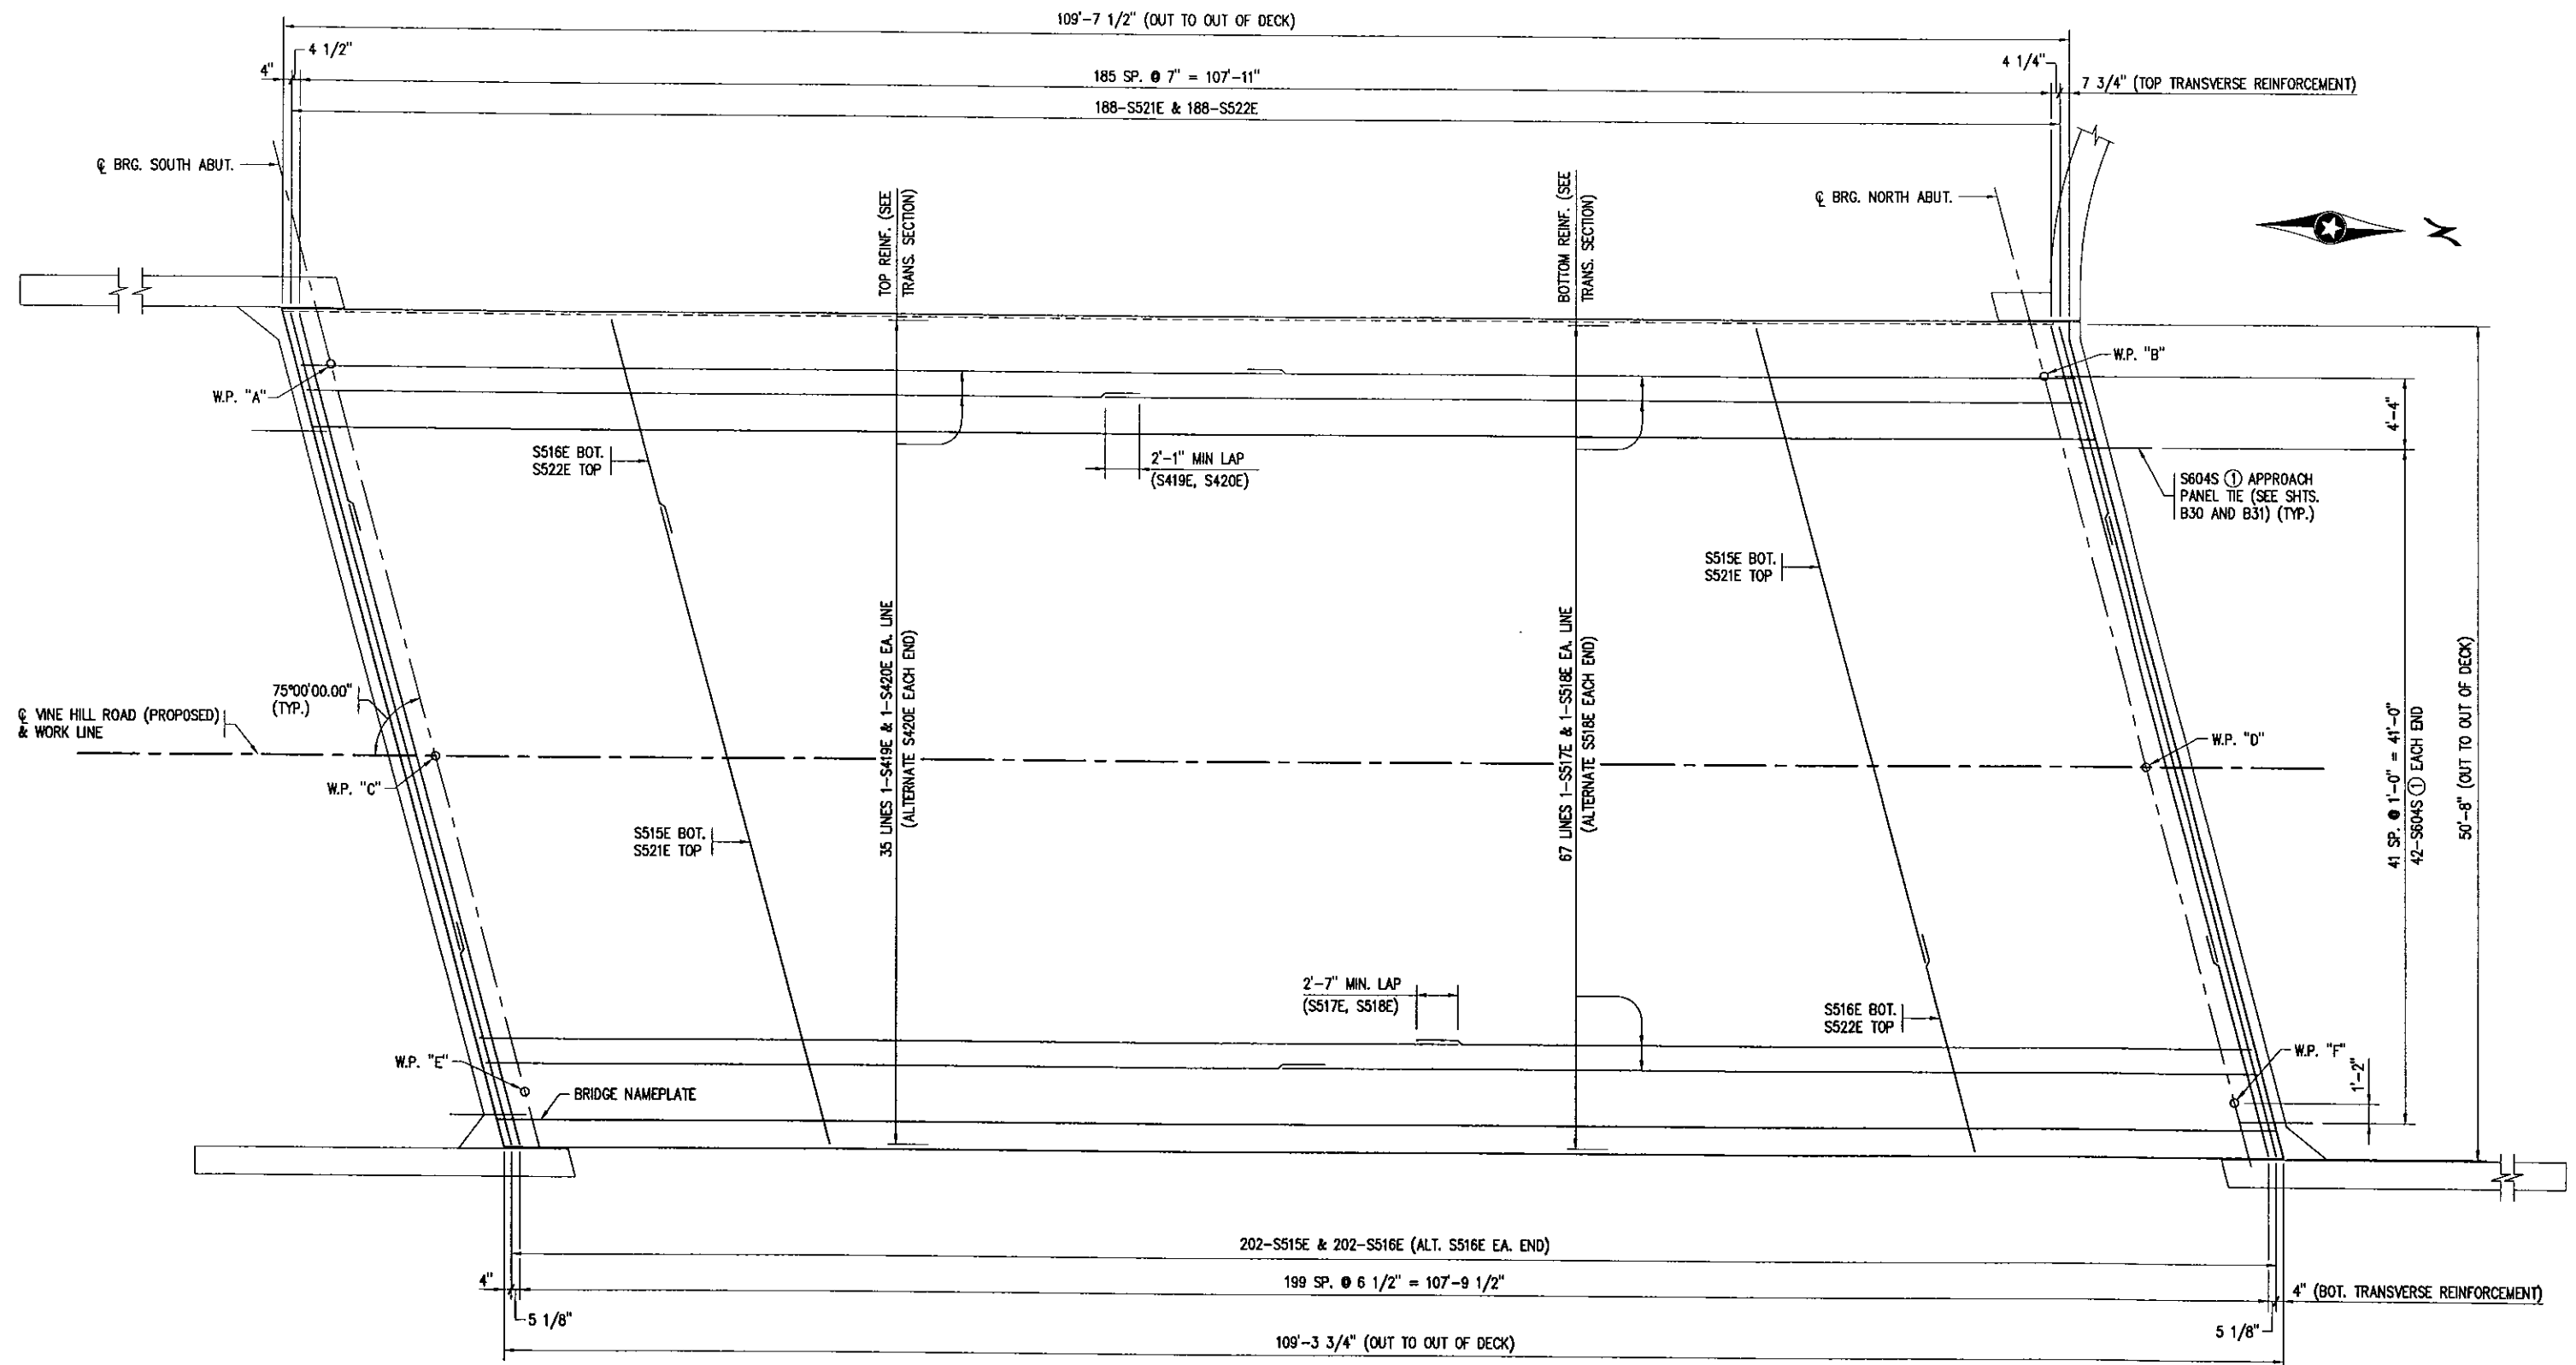 109'-7 1/2" (OUT TO OUT OF DECK)
4 1/2"
4"
185 SP. @ 7" = 107'-11"
4 1/4"
7 3/4" (TOP TRANSVERSE REINFORCEMENT)
188-S521E & 188-S522E
℄ BRG. SOUTH ABUT.
TOP REINF. (SEE
TRANS. SECTION)
BOTTOM REINF. (SEE
TRANS. SECTION)
℄ BRG. NORTH ABUT.
N
W.P. "A"
W.P. "B"
4'-4"
S516E BOT.
S522E TOP
2'-1" MIN LAP
(S419E, S420E)
S604S ① APPROACH
PANEL TIE (SEE SHTS.
B30 AND B31) (TYP.)
S515E BOT.
S521E TOP
35 LINES 1-S419E & 1-S420E EA. LINE
(ALTERNATE S420E EACH END)
67 LINES 1-S517E & 1-S518E EA. LINE
(ALTERNATE S518E EACH END)
75°00'00.00"
(TYP.)
℄ VINE HILL ROAD (PROPOSED)
& WORK LINE
W.P. "C"
W.P. "D"
41 SP. @ 1'-0" = 41'-0"
42-S604S ① EACH END
50'-8" (OUT TO OUT OF DECK)
S515E BOT.
S521E TOP
2'-7" MIN. LAP
(S517E, S518E)
S516E BOT.
S522E TOP
W.P. "E"
W.P. "F"
1'-2"
BRIDGE NAMEPLATE
202-S515E & 202-S516E (ALT. S516E EA. END)
4"
199 SP. @ 6 1/2" = 107'-9 1/2"
4" (BOT. TRANSVERSE REINFORCEMENT)
5 1/8"
5 1/8"
109'-3 3/4" (OUT TO OUT OF DECK)